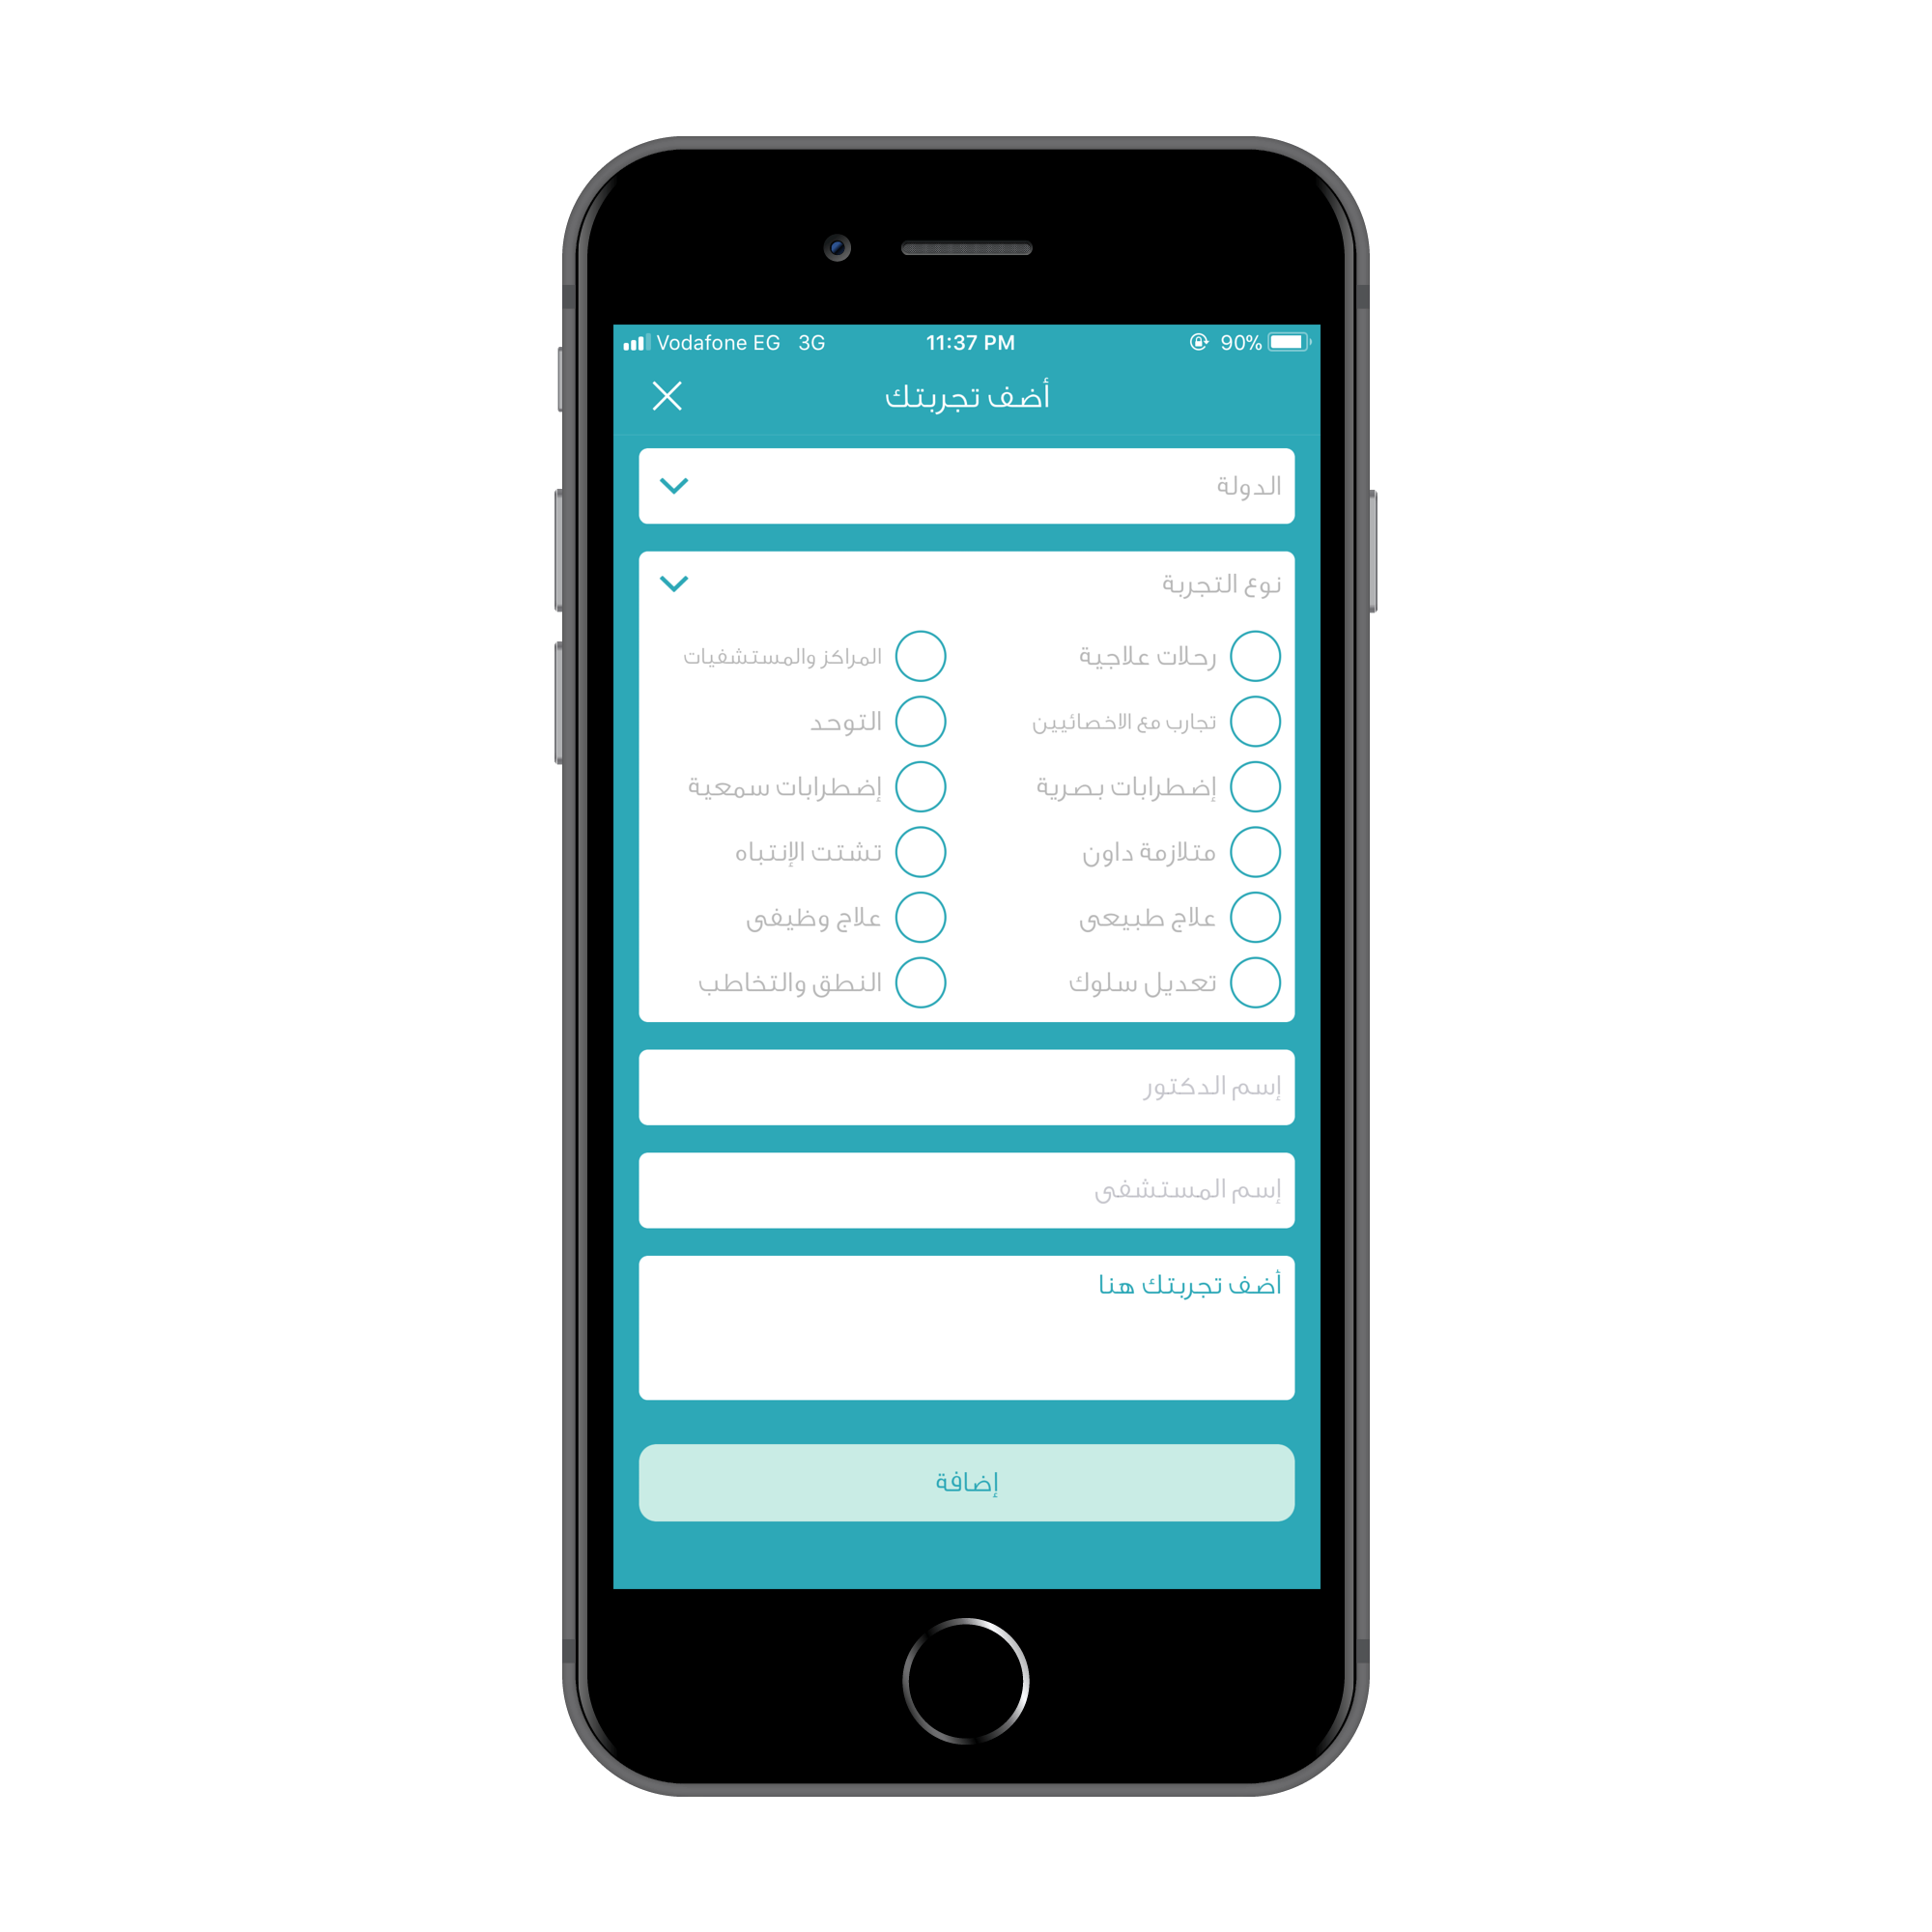 Vodafone EG 3G 11:37 PM 90%
أضف تجربتك
الدولة
نوع التجربة
رحلات علاجية المراكز والمستشفيات
تجارب مع الاخصائيين التوحد
إضطرابات بصرية إضطرابات سمعية
متلازمة داون تشتت الإنتباه
علاج طبيعى علاج وظيفى
تعديل سلوك النطق والتخاطب
إسم الدكتور
إسم المستشفى
أضف تجربتك هنا
إضافة